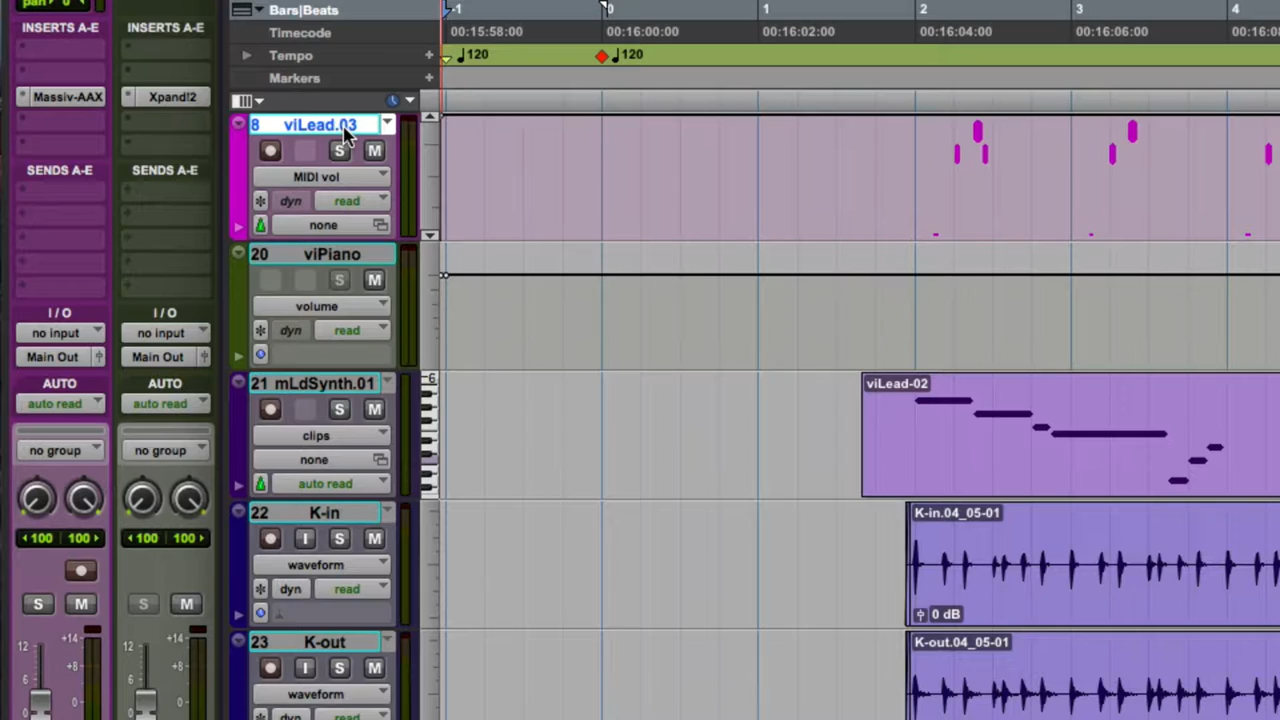 pan 0
INSERTS A-E
INSERTS A-E
Massiv-AAX
Xpand!2
SENDS A-E
SENDS A-E
I / O
I / O
no input
no input
Main Out
Main Out
AUTO
AUTO
auto read
auto read
no group
no group
100 100
100 100
S M
S M
12 +14 12 +14
6 +8 6 +8
0 0- 0 0-
Bars|Beats
-1 0 1 2 3 4
Timecode
00:15:58:00 00:16:00:00 00:16:02:00 00:16:04:00 00:16:06:00 00:16:08
Tempo +
120 120
Markers +
8 viLead.03
S M
MIDI vol
dyn read
none
20 viPiano
S M
volume
dyn read
21 mLdSynth.01
S M
clips
none
auto read
6
viLead-02
22 K-in
I S M
waveform
dyn read
K-in.04_05-01
0 dB
23 K-out
I S M
waveform
dyn read
K-out.04_05-01